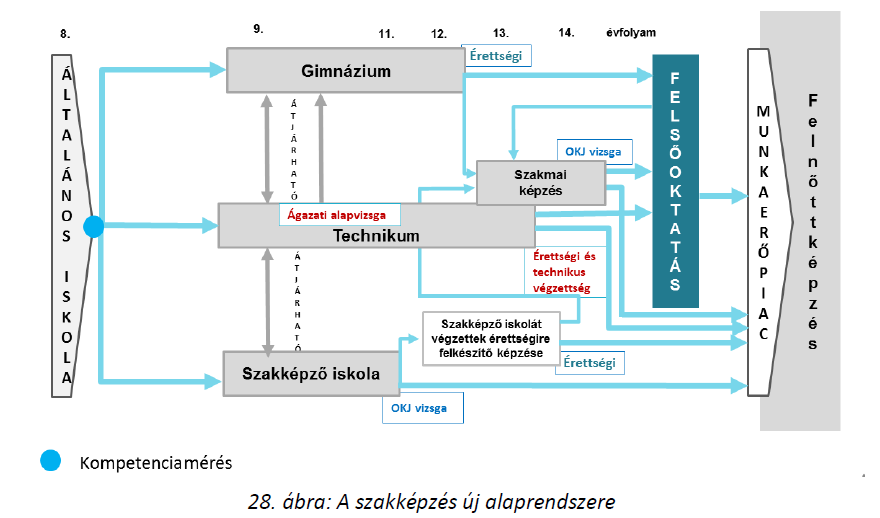 8.
9.
11.
12.
13.
14.
évfolyam
ÁLTALÁNOS ISKOLA
Gimnázium
Érettségi
ÁTJÁRHATÓ
FELSŐOKTATÁS
MUNKAERŐPIAC
Felnőttképzés
OKJ vizsga
Szakmai
képzés
Ágazati alapvizsga
Technikum
ÁTJÁRHATÓ
Érettségi és
technikus
végzettség
Szakképző iskolát
végzettek érettségire
felkészítő képzése
Szakképző iskola
Érettségi
OKJ vizsga
Kompetenciamérés
28. ábra: A szakképzés új alaprendszere